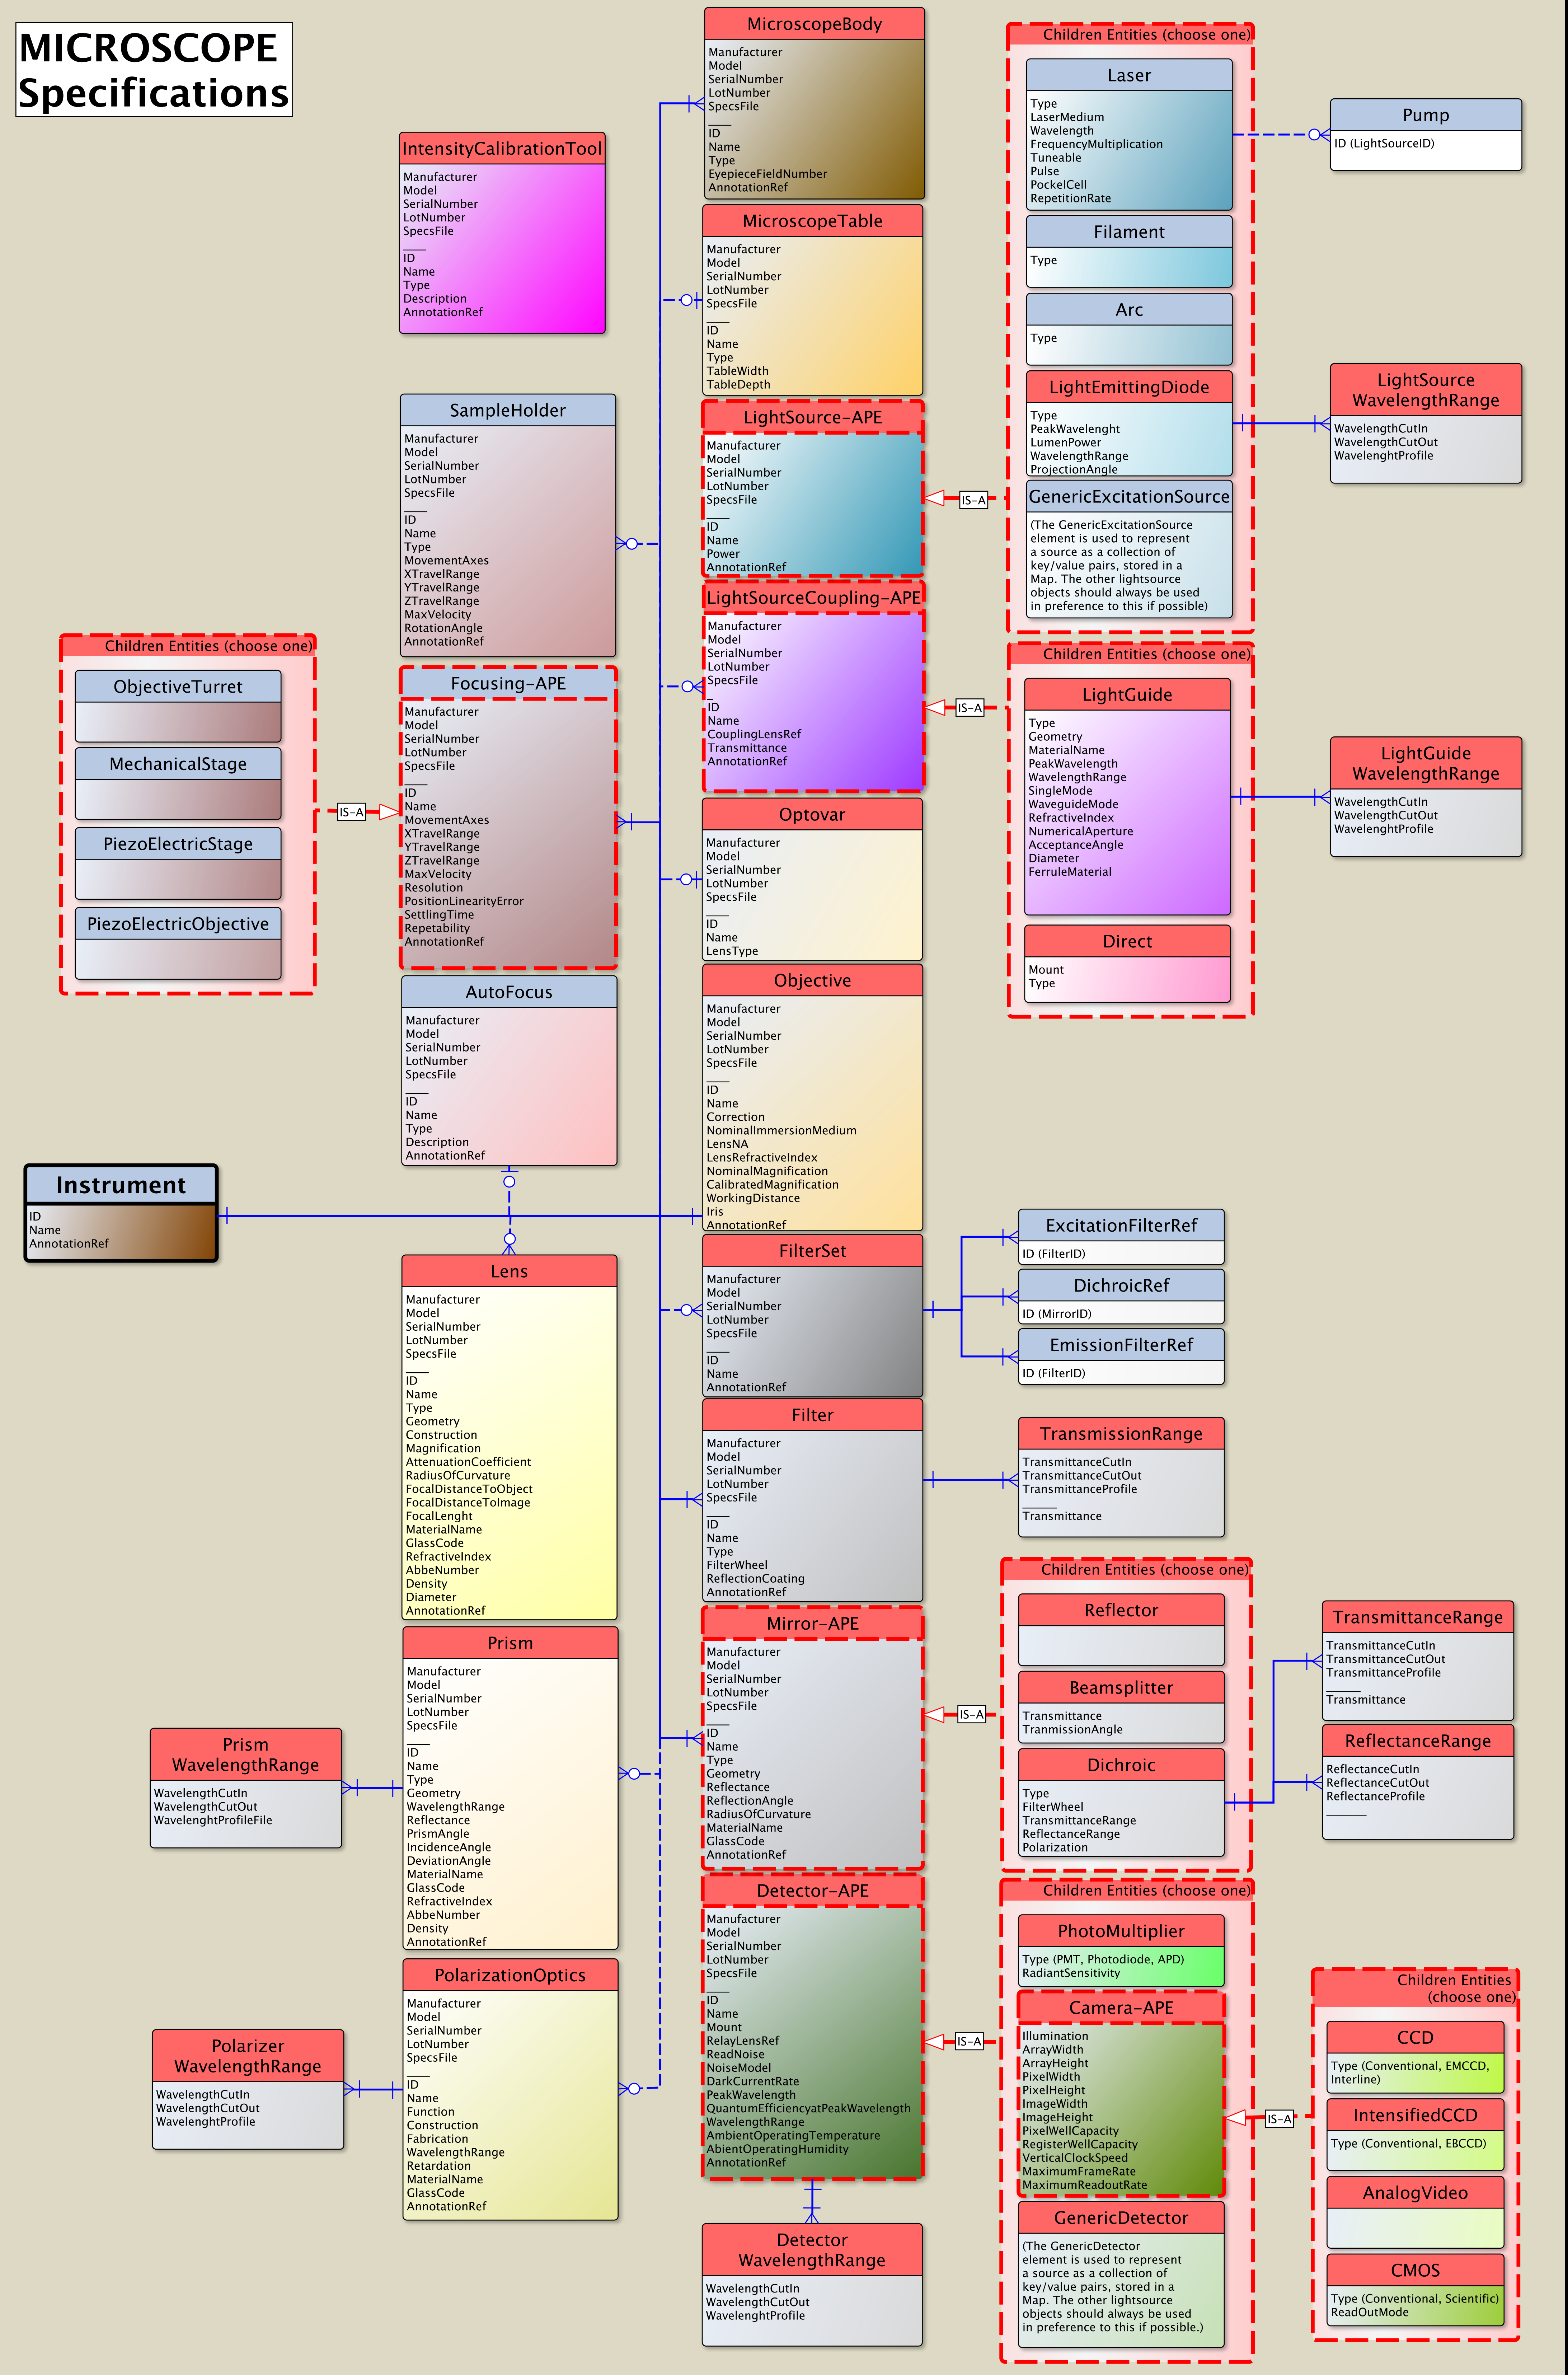 MICROSCOPE
Specifications
MicroscopeBody
Manufacturer
Model
SerialNumber
LotNumber
SpecsFile
____
ID
Name
Type
EyepieceFieldNumber
AnnotationRef
IntensityCalibrationTool
Manufacturer
Model
SerialNumber
LotNumber
SpecsFile
____
ID
Name
Type
Description
AnnotationRef
MicroscopeTable
Manufacturer
Model
SerialNumber
LotNumber
SpecsFile
____
ID
Name
Type
TableWidth
TableDepth
Children Entities (choose one)
Laser
Type
LaserMedium
Wavelength
FrequencyMultiplication
Tuneable
Pulse
PockelCell
RepetitionRate
Pump
ID (LightSourceID)
Filament
Type
Arc
Type
LightEmittingDiode
Type
PeakWavelenght
LumenPower
WavelengthRange
ProjectionAngle
LightSource
WavelengthRange
WavelengthCutIn
WavelengthCutOut
WavelenghtProfile
GenericExcitationSource
(The GenericExcitationSource
element is used to represent
a source as a collection of
key/value pairs, stored in a
Map. The other lightsource
objects should always be used
in preference to this if possible)
SampleHolder
Manufacturer
Model
SerialNumber
LotNumber
SpecsFile
____
ID
Name
Type
MovementAxes
XTravelRange
YTravelRange
ZTravelRange
MaxVelocity
RotationAngle
AnnotationRef
LightSource-APE
Manufacturer
Model
SerialNumber
LotNumber
SpecsFile
____
ID
Name
Power
AnnotationRef
IS-A
LightSourceCoupling-APE
Manufacturer
Model
SerialNumber
LotNumber
SpecsFile
_
ID
Name
CouplingLensRef
Transmittance
AnnotationRef
IS-A
Children Entities (choose one)
LightGuide
Type
Geometry
MaterialName
PeakWavelength
WavelengthRange
SingleMode
WaveguideMode
RefractiveIndex
NumericalAperture
AcceptanceAngle
Diameter
FerruleMaterial
LightGuide
WavelengthRange
WavelengthCutIn
WavelengthCutOut
WavelenghtProfile
Direct
Mount
Type
Children Entities (choose one)
ObjectiveTurret
MechanicalStage
PiezoElectricStage
PiezoElectricObjective
IS-A
Focusing-APE
Manufacturer
Model
SerialNumber
LotNumber
SpecsFile
____
ID
Name
MovementAxes
XTravelRange
YTravelRange
ZTravelRange
MaxVelocity
Resolution
PositionLinearityError
SettlingTime
Repetability
AnnotationRef
Optovar
Manufacturer
Model
SerialNumber
LotNumber
SpecsFile
____
ID
Name
LensType
AutoFocus
Manufacturer
Model
SerialNumber
LotNumber
SpecsFile
____
ID
Name
Type
Description
AnnotationRef
Objective
Manufacturer
Model
SerialNumber
LotNumber
SpecsFile
____
ID
Name
Correction
NominalImmersionMedium
LensNA
LensRefractiveIndex
NominalMagnification
CalibratedMagnification
WorkingDistance
Iris
AnnotationRef
Instrument
ID
Name
AnnotationRef
Lens
Manufacturer
Model
SerialNumber
LotNumber
SpecsFile
____
ID
Name
Type
Geometry
Construction
Magnification
AttenuationCoefficient
RadiusOfCurvature
FocalDistanceToObject
FocalDistanceToImage
FocalLenght
MaterialName
GlassCode
RefractiveIndex
AbbeNumber
Density
Diameter
AnnotationRef
FilterSet
Manufacturer
Model
SerialNumber
LotNumber
SpecsFile
____
ID
Name
AnnotationRef
ExcitationFilterRef
ID (FilterID)
DichroicRef
ID (MirrorID)
EmissionFilterRef
ID (FilterID)
Filter
Manufacturer
Model
SerialNumber
LotNumber
SpecsFile
____
ID
Name
Type
FilterWheel
ReflectionCoating
AnnotationRef
TransmissionRange
TransmittanceCutIn
TransmittanceCutOut
TransmittanceProfile
______
Transmittance
Mirror-APE
Manufacturer
Model
SerialNumber
LotNumber
SpecsFile
____
ID
Name
Type
Geometry
Reflectance
ReflectionAngle
RadiusOfCurvature
MaterialName
GlassCode
AnnotationRef
IS-A
Children Entities (choose one)
Reflector
Beamsplitter
Transmittance
TranmissionAngle
Dichroic
Type
FilterWheel
TransmittanceRange
ReflectanceRange
Polarization
TransmittanceRange
TransmittanceCutIn
TransmittanceCutOut
TransmittanceProfile
______
Transmittance
ReflectanceRange
ReflectanceCutIn
ReflectanceCutOut
ReflectanceProfile
_______
Prism
Manufacturer
Model
SerialNumber
LotNumber
SpecsFile
____
ID
Name
Type
Geometry
WavelengthRange
Reflectance
PrismAngle
IncidenceAngle
DeviationAngle
MaterialName
GlassCode
RefractiveIndex
AbbeNumber
Density
AnnotationRef
Prism
WavelengthRange
WavelengthCutIn
WavelengthCutOut
WavelenghtProfileFile
Detector-APE
Manufacturer
Model
SerialNumber
LotNumber
SpecsFile
____
ID
Name
Mount
RelayLensRef
ReadNoise
NoiseModel
DarkCurrentRate
PeakWavelength
QuantumEfficiencyatPeakWavelength
WavelengthRange
AmbientOperatingTemperature
AbientOperatingHumidity
AnnotationRef
IS-A
Children Entities (choose one)
PhotoMultiplier
Type (PMT, Photodiode, APD)
RadiantSensitivity
Camera-APE
Illumination
ArrayWidth
ArrayHeight
PixelWidth
PixelHeight
ImageWidth
ImageHeight
PixelWellCapacity
RegisterWellCapacity
VerticalClockSpeed
MaximumFrameRate
MaximumReadoutRate
IS-A
Children Entities
(choose one)
CCD
Type (Conventional, EMCCD,
Interline)
IntensifiedCCD
Type (Conventional, EBCCD)
AnalogVideo
CMOS
Type (Conventional, Scientific)
ReadOutMode
GenericDetector
(The GenericDetector
element is used to represent
a source as a collection of
key/value pairs, stored in a
Map. The other lightsource
objects should always be used
in preference to this if possible.)
PolarizationOptics
Manufacturer
Model
SerialNumber
LotNumber
SpecsFile
____
ID
Name
Function
Construction
Fabrication
WavelengthRange
Retardation
MaterialName
GlassCode
AnnotationRef
Polarizer
WavelengthRange
WavelengthCutIn
WavelengthCutOut
WavelenghtProfile
Detector
WavelengthRange
WavelengthCutIn
WavelengthCutOut
WavelenghtProfile